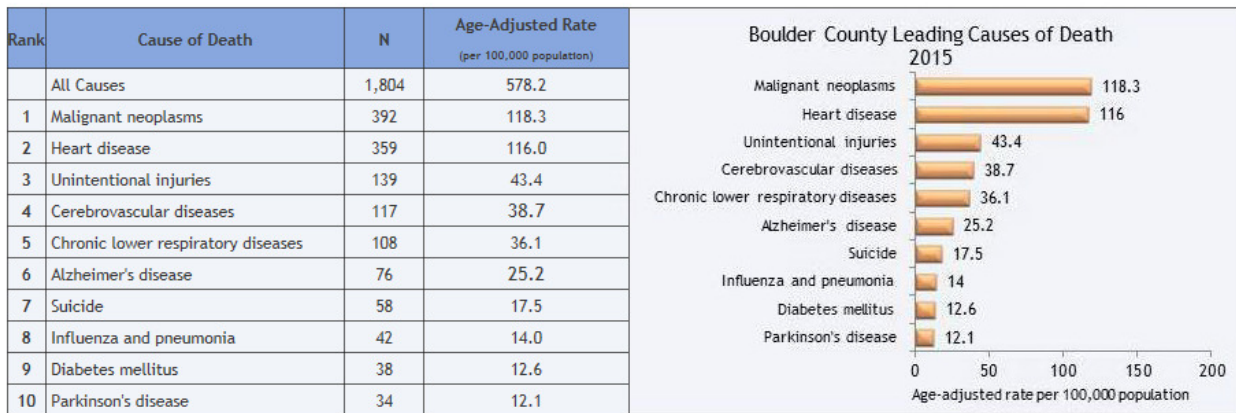 Rank Cause of Death N Age-Adjusted Rate
(per 100,000 population)
All Causes 1,804 578.2
1 Malignant neoplasms 392 118.3
2 Heart disease 359 116.0
3 Unintentional injuries 139 43.4
4 Cerebrovascular diseases 117 38.7
5 Chronic lower respiratory diseases 108 36.1
6 Alzheimer's disease 76 25.2
7 Suicide 58 17.5
8 Influenza and pneumonia 42 14.0
9 Diabetes mellitus 38 12.6
10 Parkinson's disease 34 12.1
Boulder County Leading Causes of Death
2015
Malignant neoplasms 118.3
Heart disease 116
Unintentional injuries 43.4
Cerebrovascular diseases 38.7
Chronic lower respiratory diseases 36.1
Alzheimer's disease 25.2
Suicide 17.5
Influenza and pneumonia 14
Diabetes mellitus 12.6
Parkinson's disease 12.1
0 50 100 150 200
Age-adjusted rate per 100,000 population